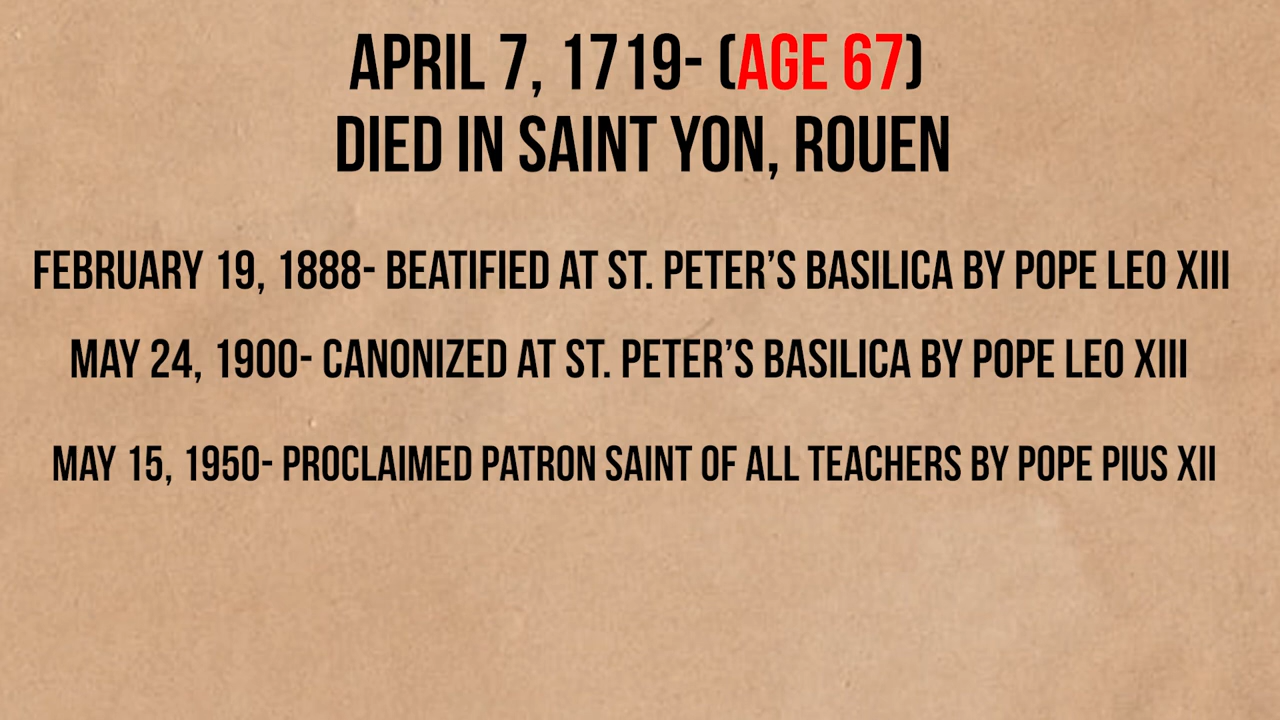 APRIL 7, 1719- (AGE 67)
DIED IN SAINT YON, ROUEN
FEBRUARY 19, 1888- BEATIFIED AT ST. PETER’S BASILICA BY POPE LEO XIII
MAY 24, 1900- CANONIZED AT ST. PETER’S BASILICA BY POPE LEO XIII
MAY 15, 1950- PROCLAIMED PATRON SAINT OF ALL TEACHERS BY POPE PIUS XII